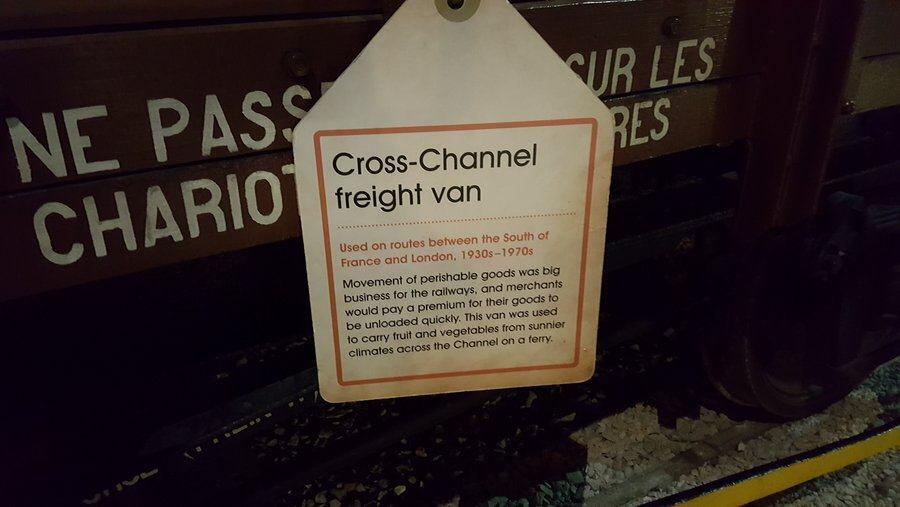 NE PASS SUR LES
CHARIOT RES
Cross-Channel
freight van
Used on routes between the South of
France and London, 1930s–1970s
Movement of perishable goods was big
business for the railways, and merchants
would pay a premium for their goods to
be unloaded quickly. This van was used
to carry fruit and vegetables from sunnier
climates across the Channel on a ferry.